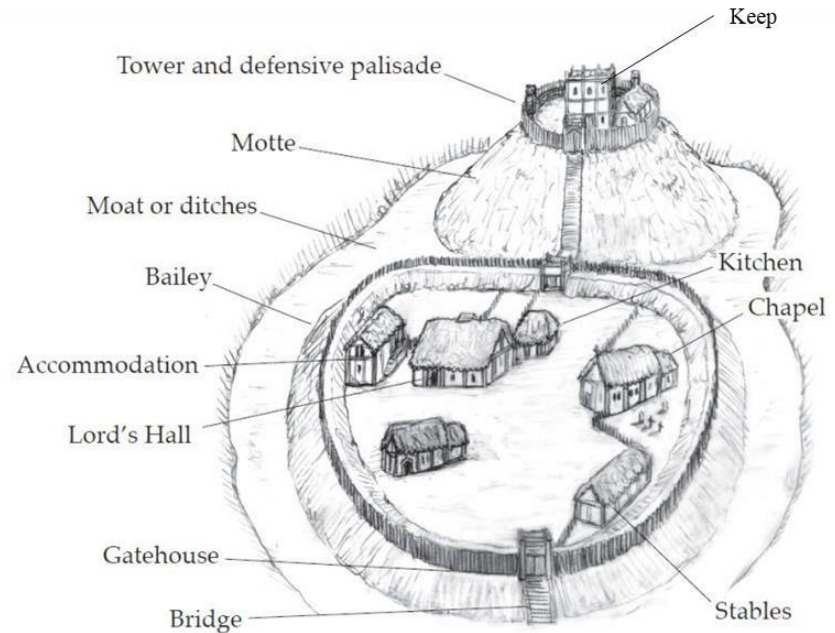 Keep
Tower and defensive palisade
Motte
Moat or ditches
Kitchen
Bailey
Chapel
Accommodation
Lord's Hall
Gatehouse
Stables
Bridge